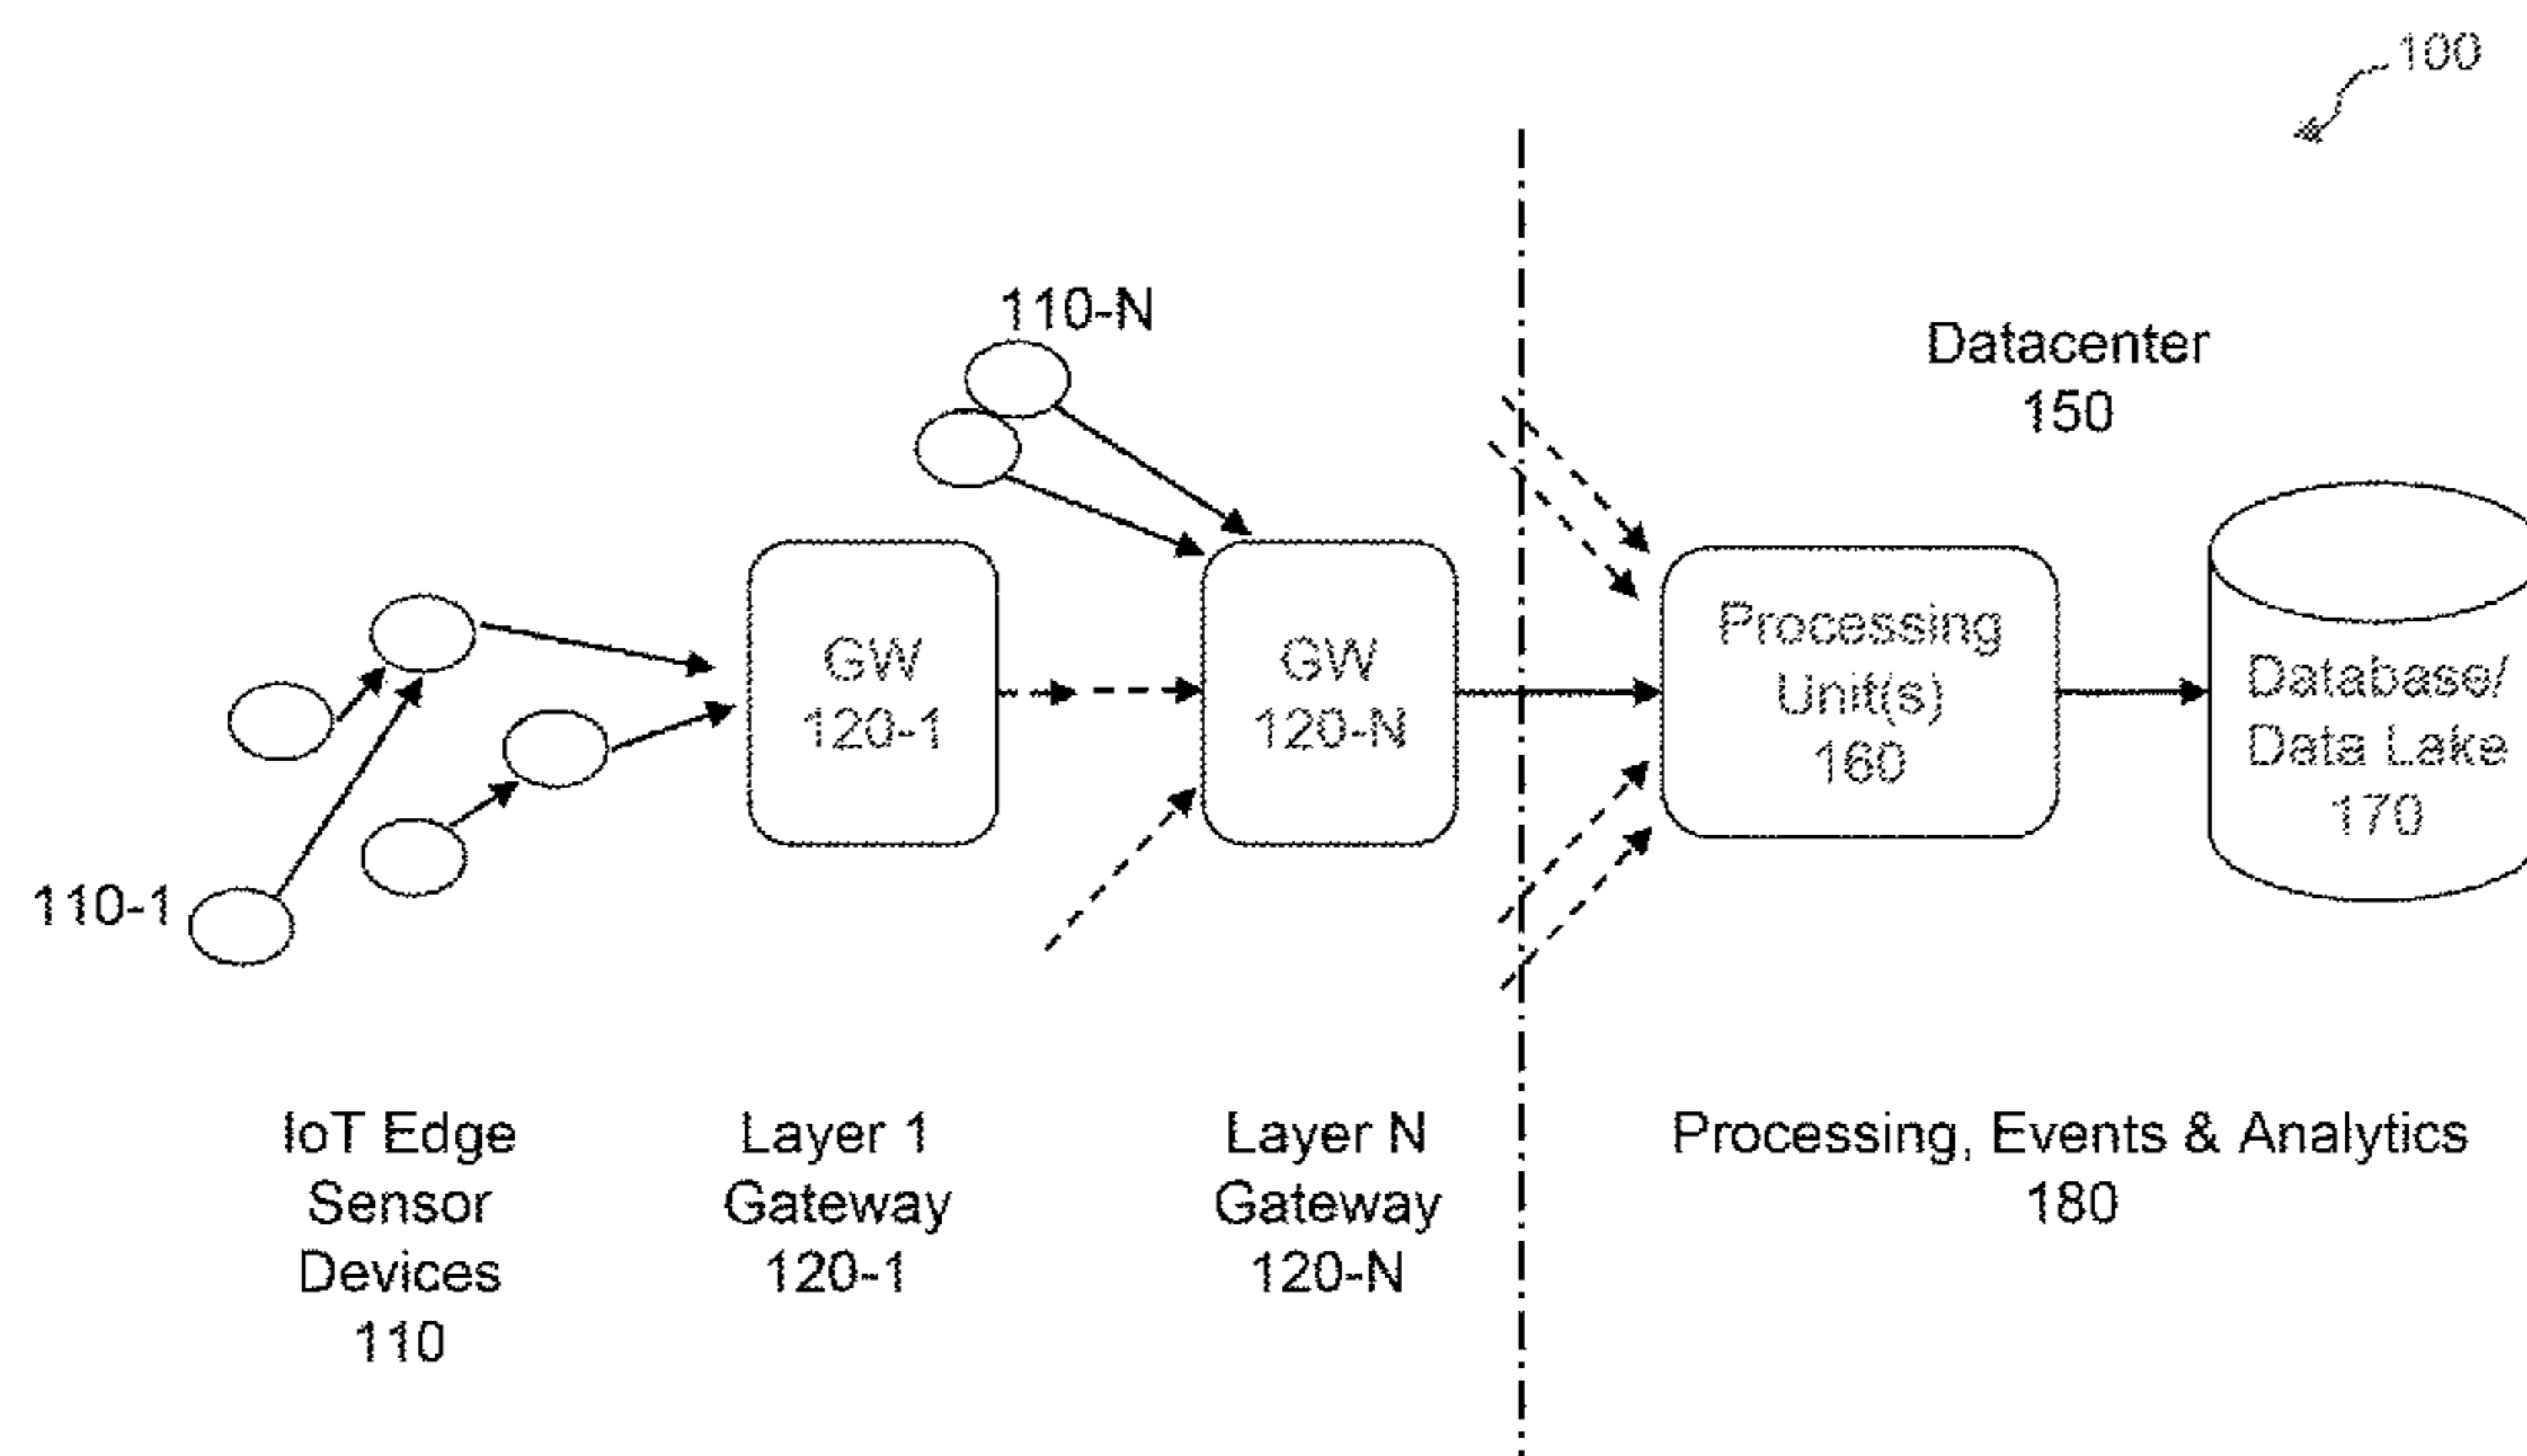 100
110-N
Datacenter
150
GW
120-1
GW
120-N
Processing
Unit(s)
160
Database/
Data Lake
170
110-1
IoT Edge
Sensor
Devices
110
Layer 1
Gateway
120-1
Layer N
Gateway
120-N
Processing, Events & Analytics
180